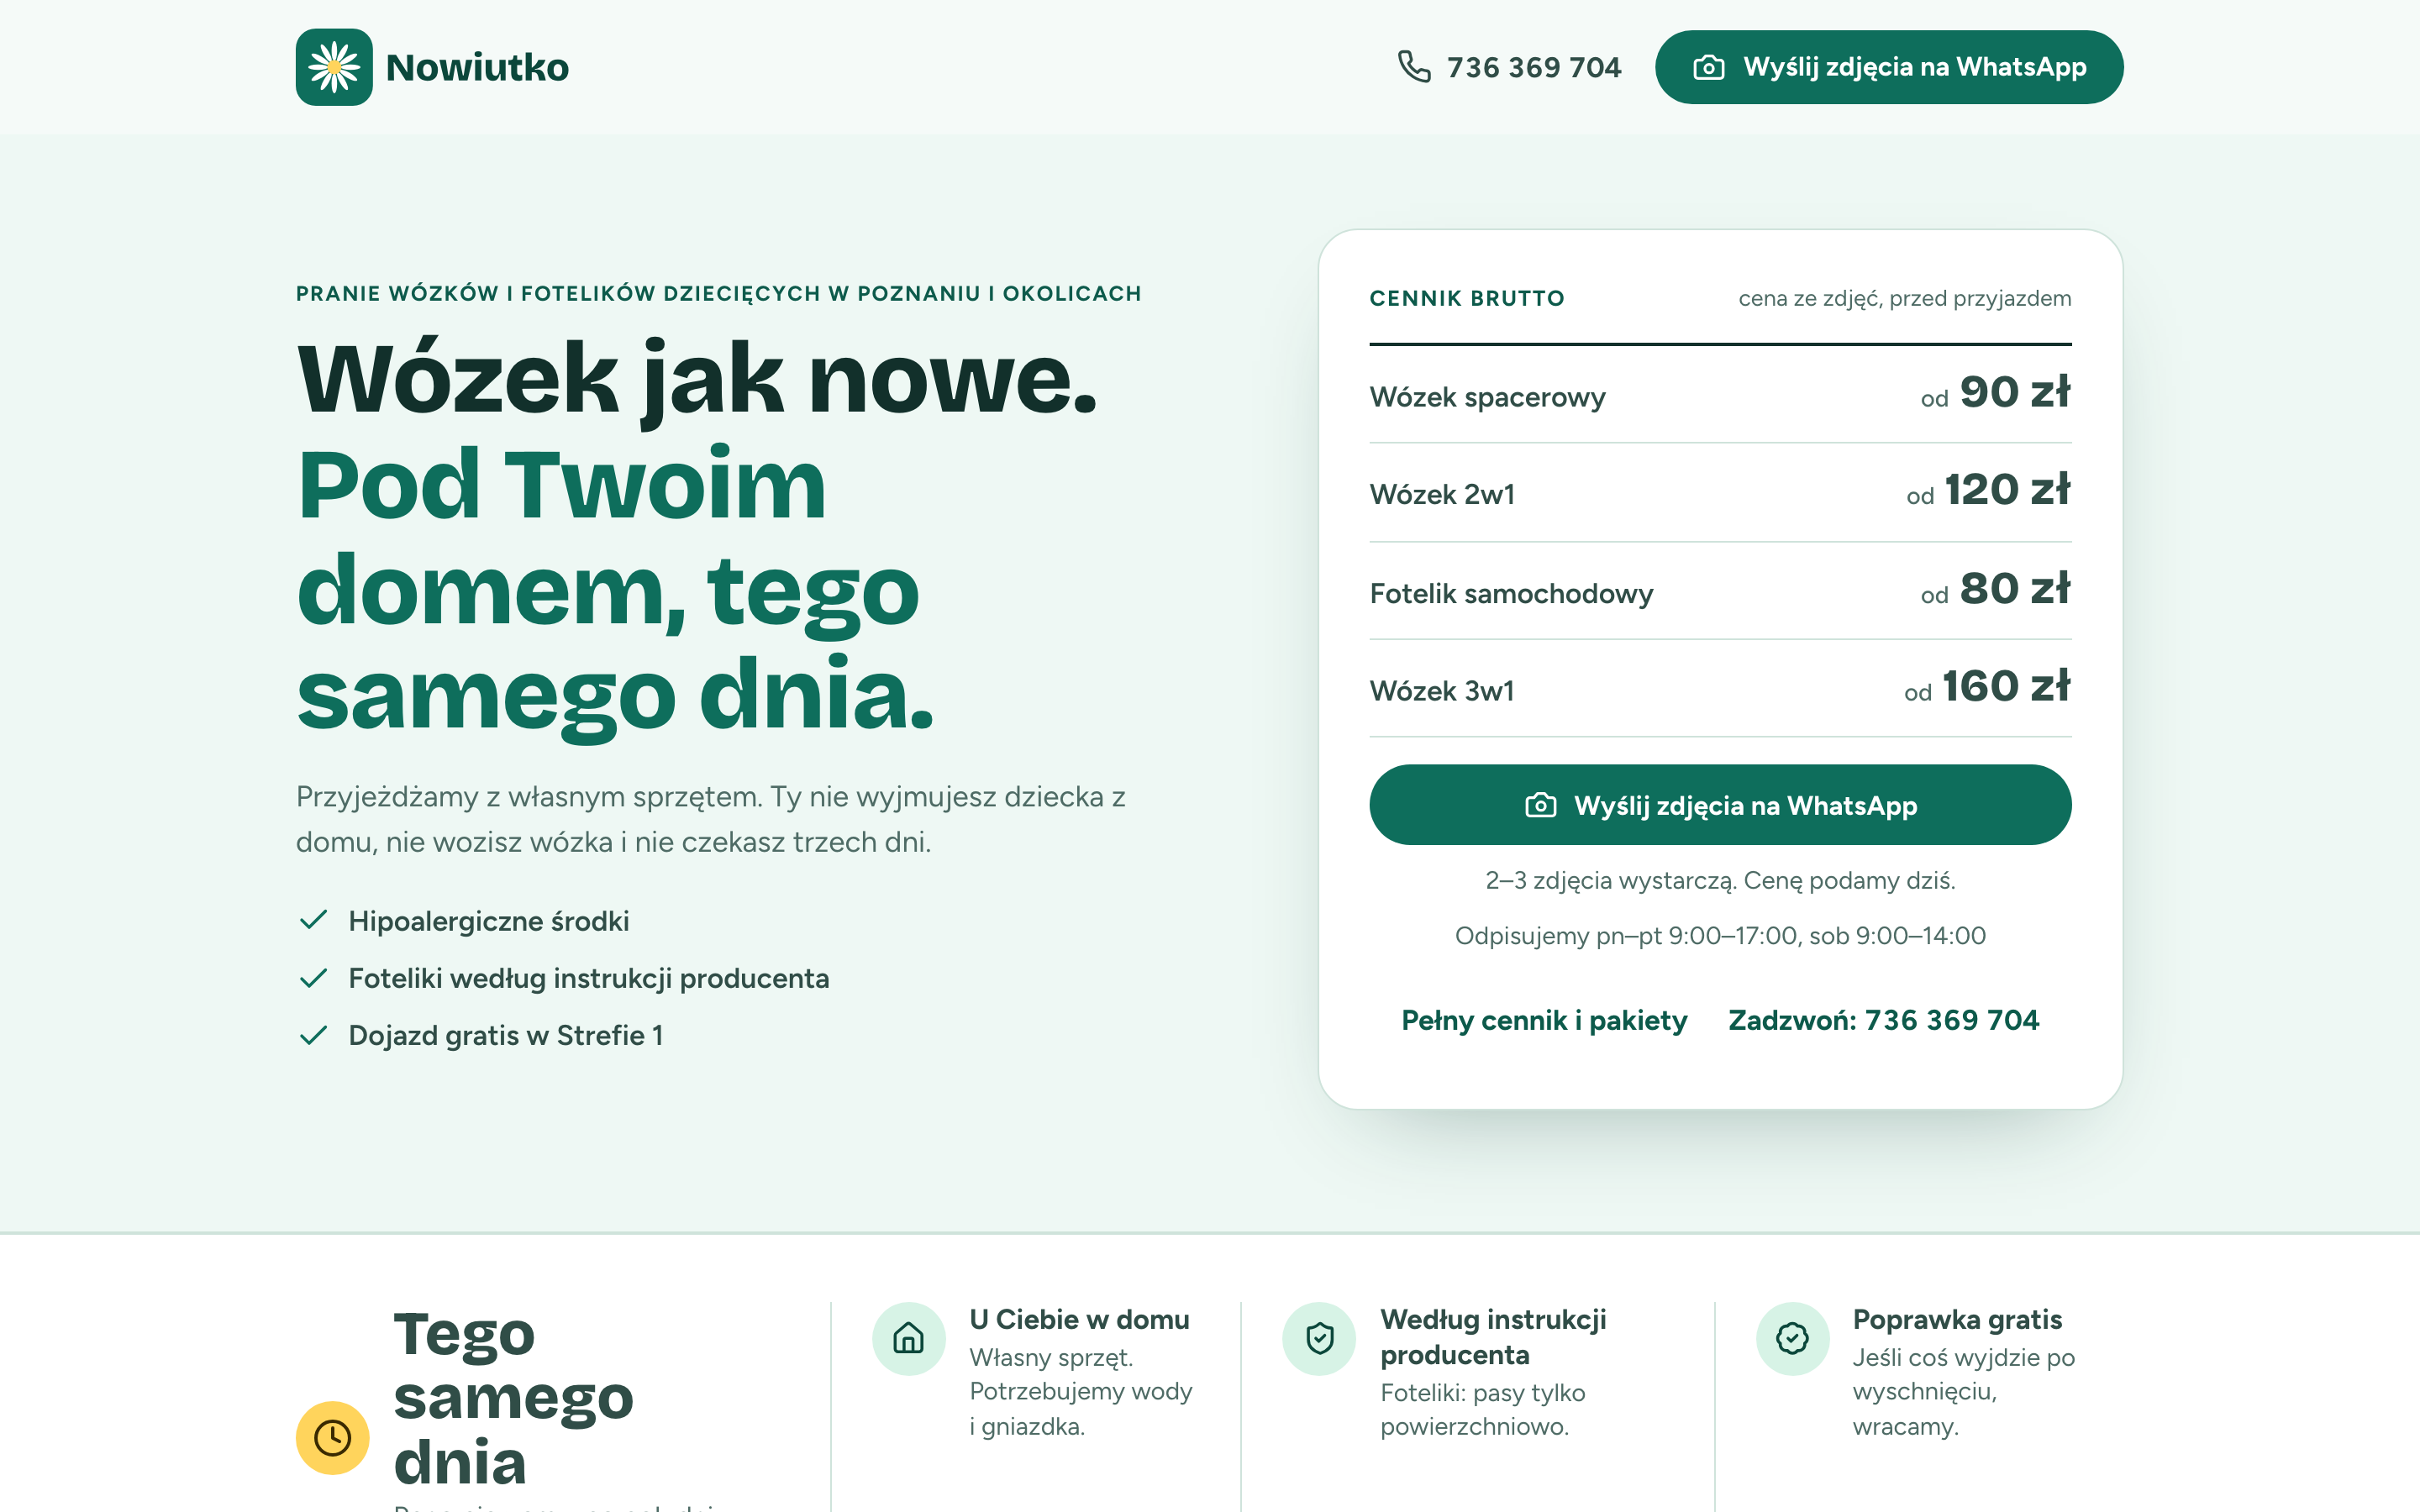 Nowiutko
736 369 704
Wyślij zdjęcia na WhatsApp
PRANIE WÓZKÓW I FOTELIKÓW DZIECIĘCYCH W POZNANIU I OKOLICACH
Wózek jak nowe.
Pod Twoim
domem, tego
samego dnia.
Przyjeżdżamy z własnym sprzętem. Ty nie wyjmujesz dziecka z
domu, nie wozisz wózka i nie czekasz trzech dni.
Hipoalergiczne środki
Foteliki według instrukcji producenta
Dojazd gratis w Strefie 1
CENNIK BRUTTO
cena ze zdjęć, przed przyjazdem
Wózek spacerowy od 90 zł
Wózek 2w1 od 120 zł
Fotelik samochodowy od 80 zł
Wózek 3w1 od 160 zł
Wyślij zdjęcia na WhatsApp
2–3 zdjęcia wystarczą. Cenę podamy dziś.
Odpisujemy pn–pt 9:00–17:00, sob 9:00–14:00
Pełny cennik i pakiety
Zadzwoń: 736 369 704
Tego
samego
dnia
U Ciebie w domu
Własny sprzęt.
Potrzebujemy wody
i gniazdka.
Według instrukcji
producenta
Foteliki: pasy tylko
powierzchniowo.
Poprawka gratis
Jeśli coś wyjdzie po
wyschnięciu,
wracamy.